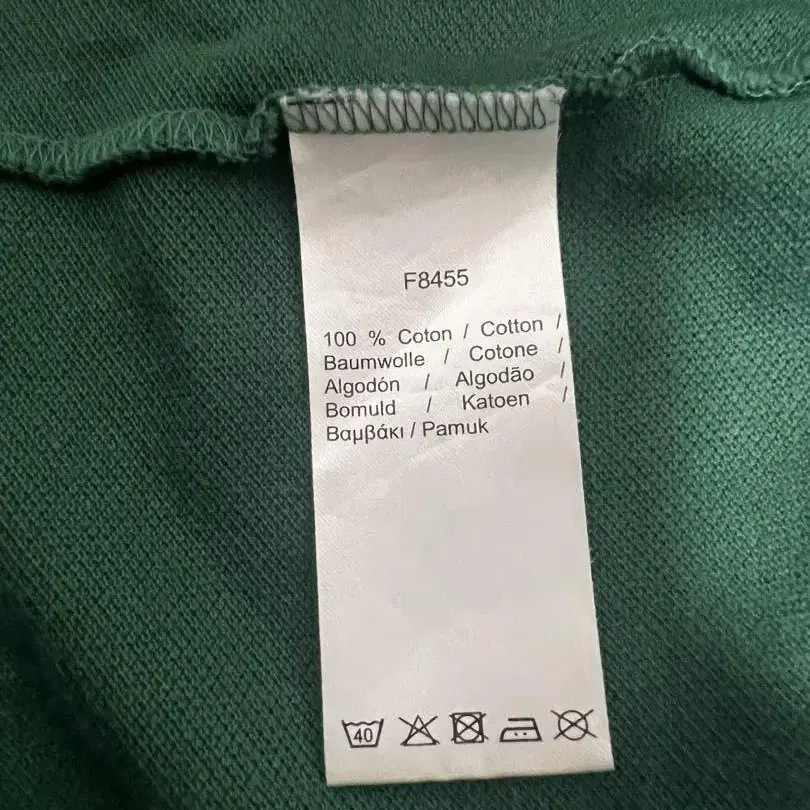 F8455
100 % Coton / Cotton /
Baumwolle / Cotone /
Algodón / Algodão /
Bomuld / Katoen /
Βαμβάκι / Pamuk
40